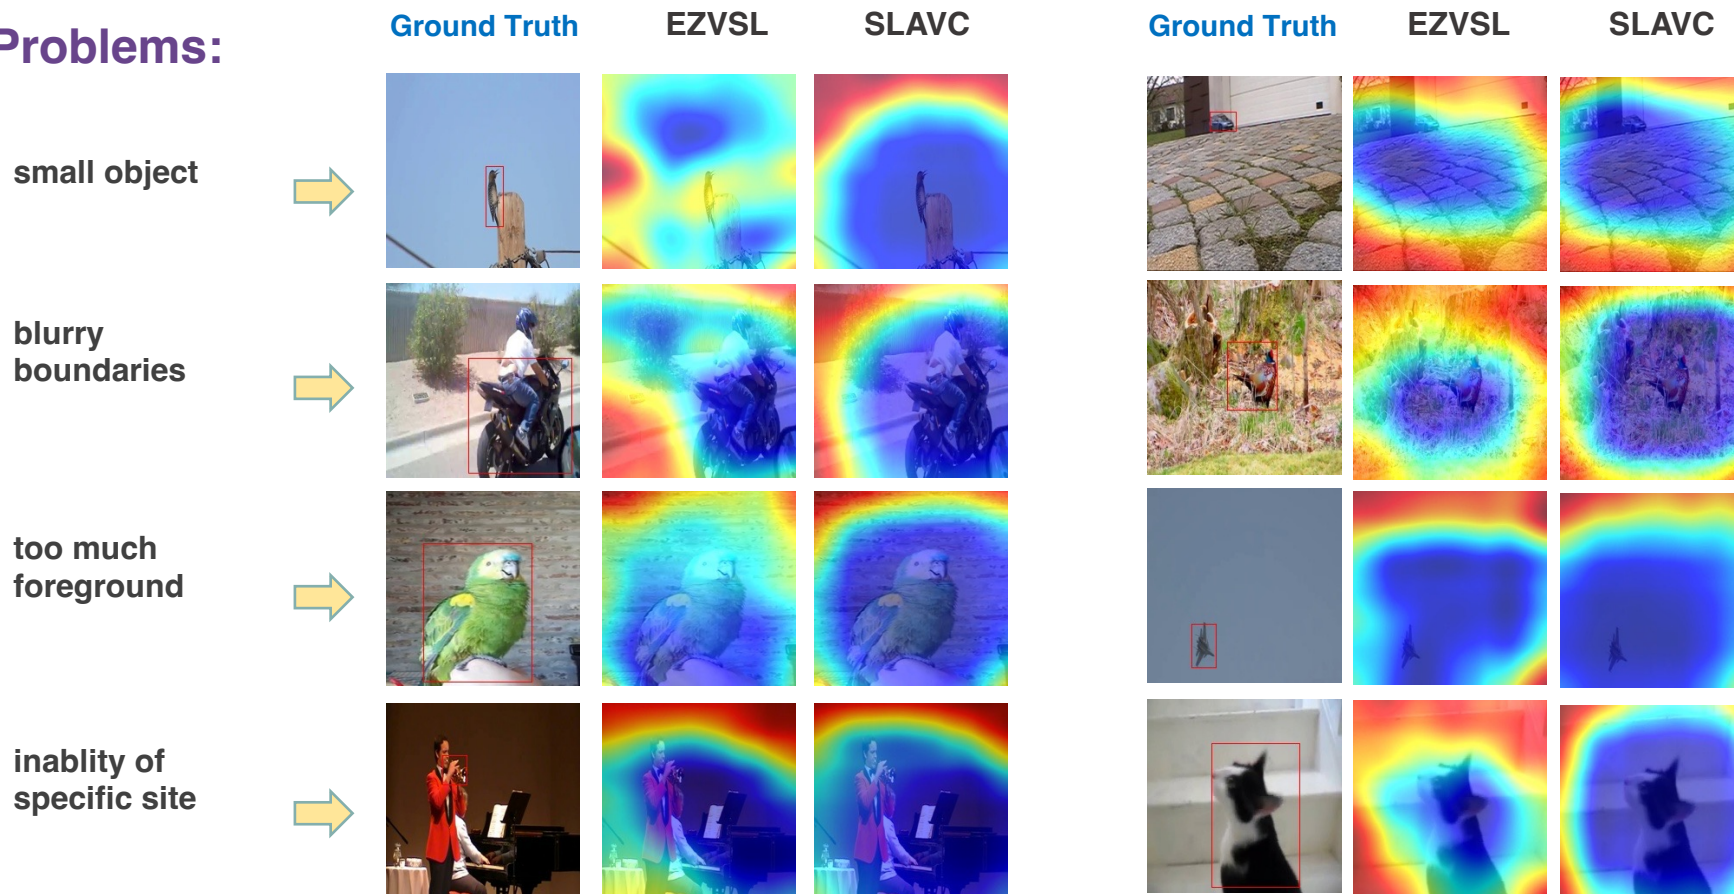 Problems:
Ground Truth EZVSL SLAVC Ground Truth EZVSL SLAVC
small object
blurry
boundaries
too much
foreground
inablity of
specific site